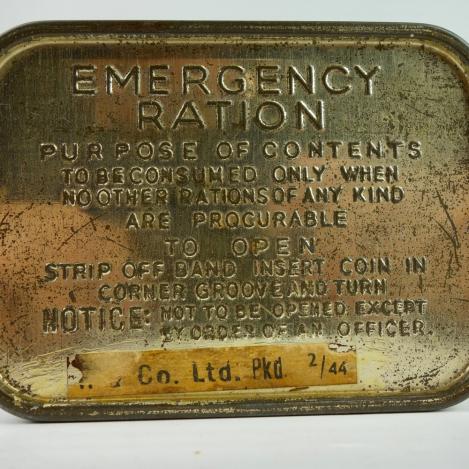 EMERGENCY
RATION
PURPOSE OF CONTENTS
TO BE CONSUMED ONLY WHEN
NO OTHER RATIONS OF ANY KIND
ARE PROCURABLE
TO OPEN
STRIP OFF BAND INSERT COIN IN
CORNER GROOVE AND TURN
NOTICE: NOT TO BE OPENED EXCEPT
BY ORDER OF AN OFFICER.
Co. Ltd. Pkd 2/44